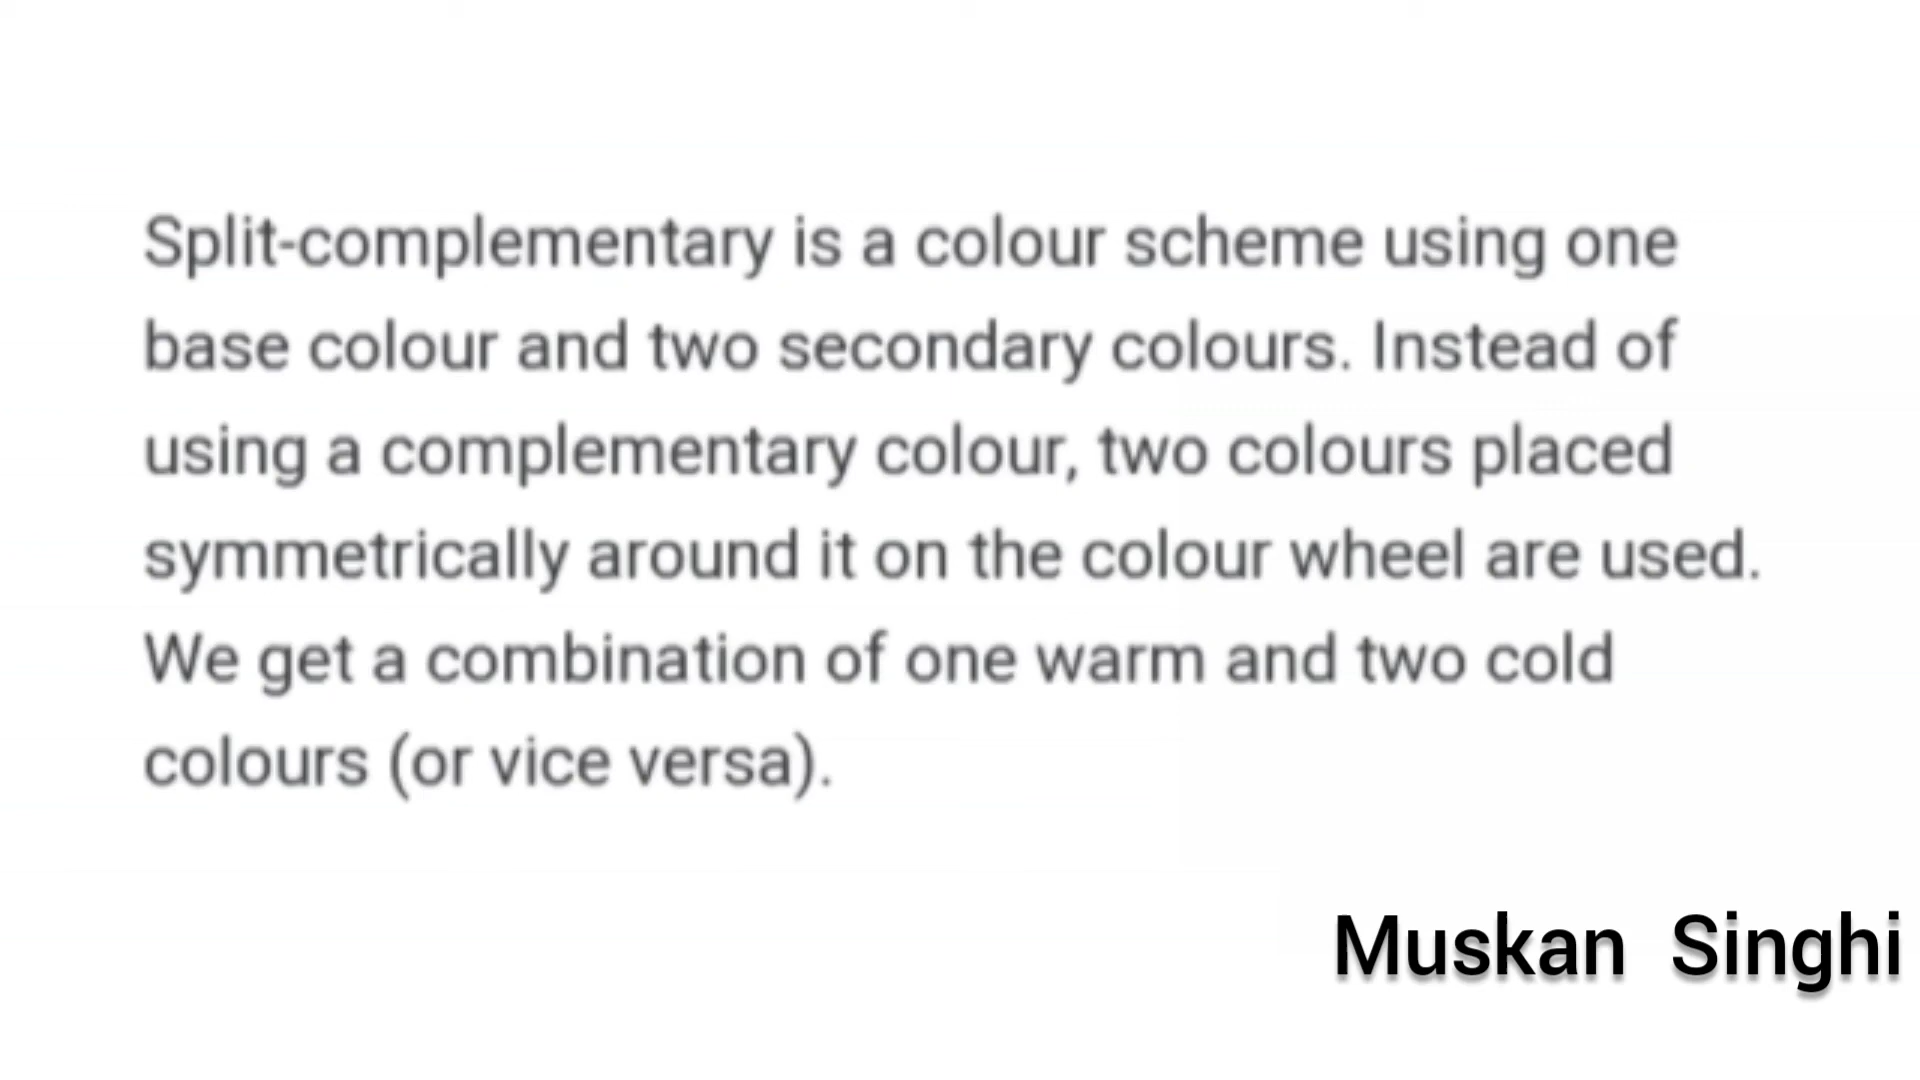 Split-complementary is a colour scheme using one
base colour and two secondary colours. Instead of
using a complementary colour, two colours placed
symmetrically around it on the colour wheel are used.
We get a combination of one warm and two cold
colours (or vice versa).
Muskan Singhi